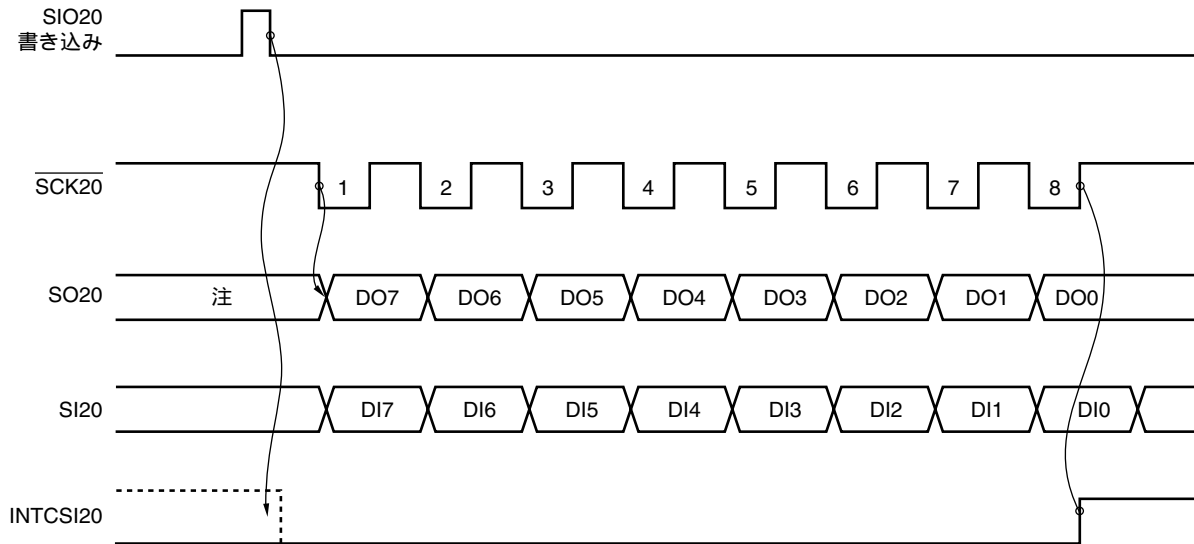 SIO20
書き込み
SCK20
1 2 3 4 5 6 7 8
SO20
注 DO7 DO6 DO5 DO4 DO3 DO2 DO1 DO0
SI20
DI7 DI6 DI5 DI4 DI3 DI2 DI1 DI0
INTCSI20